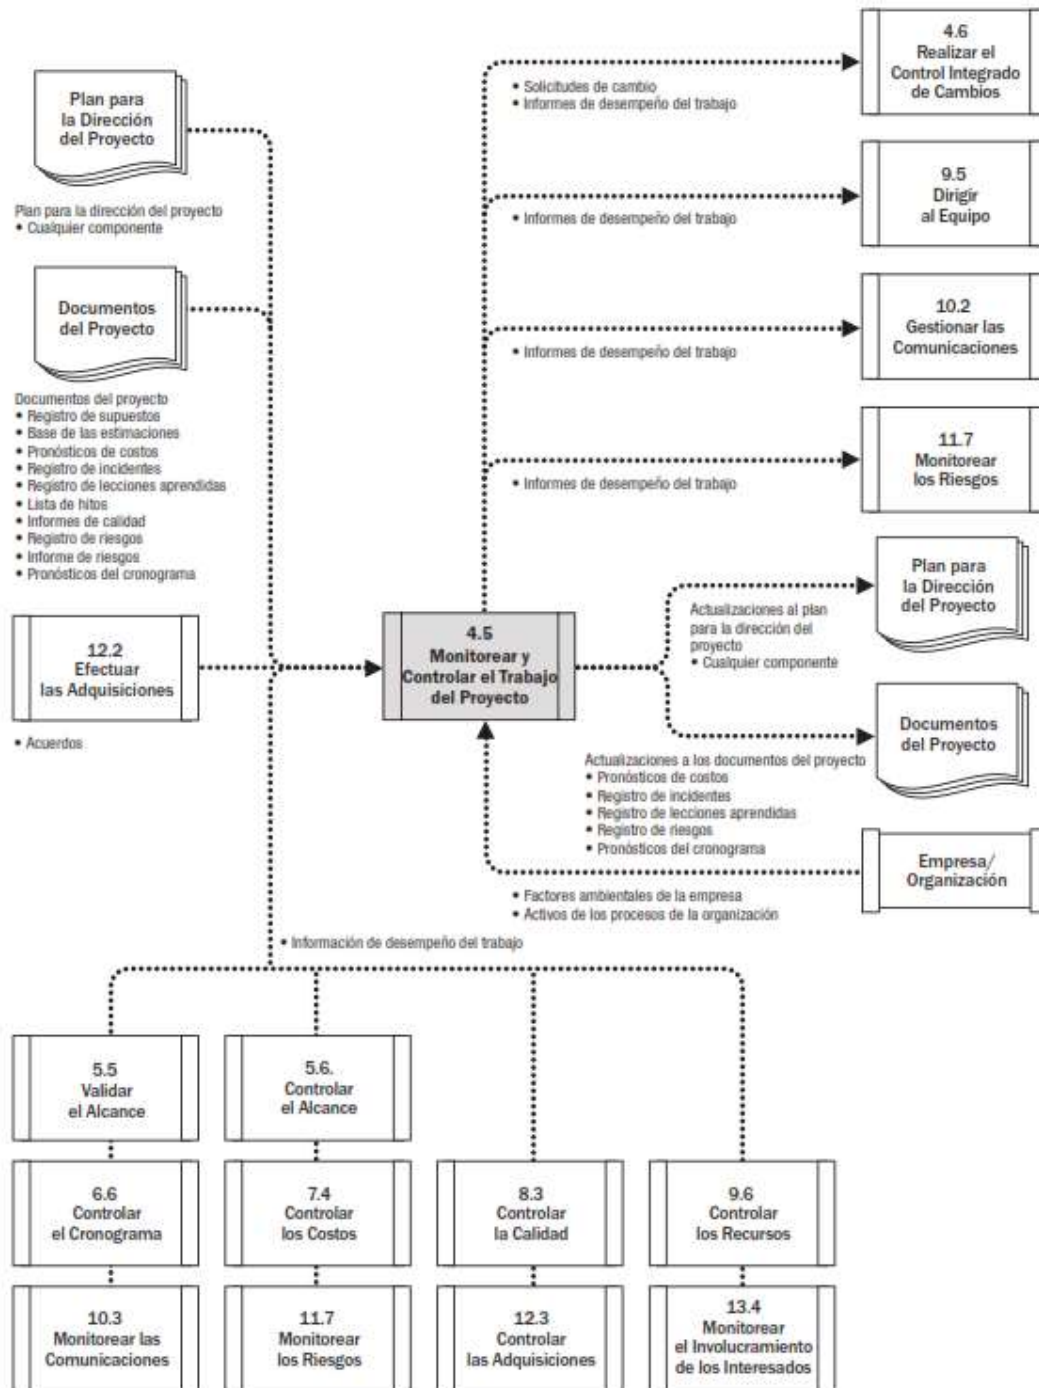 4.6
Realizar el
Control Integrado
de Cambios
• Solicitudes de cambio
• Informes de desempeño del trabajo
Plan para
la Dirección
del Proyecto
Plan para la dirección del proyecto
• Cualquier componente
9.5
Dirigir
al Equipo
• Informes de desempeño del trabajo
Documentos
del Proyecto
10.2
Gestionar las
Comunicaciones
• Informes de desempeño del trabajo
Documentos del proyecto
• Registro de supuestos
• Base de las estimaciones
• Pronósticos de costos
• Registro de incidentes
• Registro de lecciones aprendidas
• Lista de hitos
• Informes de calidad
• Registro de riesgos
• Informe de riesgos
• Pronósticos del cronograma
11.7
Monitorear
los Riesgos
• Informes de desempeño del trabajo
Plan para
la Dirección
del Proyecto
Actualizaciones al plan
para la dirección del
proyecto
• Cualquier componente
12.2
Efectuar
las Adquisiciones
• Acuerdos
4.5
Monitorear y
Controlar el Trabajo
del Proyecto
Documentos
del Proyecto
Actualizaciones a los documentos del proyecto
• Pronósticos de costos
• Registro de incidentes
• Registro de lecciones aprendidas
• Registro de riesgos
• Pronósticos del cronograma
Empresa/
Organización
• Factores ambientales de la empresa
• Activos de los procesos de la organización
• Información de desempeño del trabajo
5.5
Validar
el Alcance
5.6.
Controlar
el Alcance
6.6
Controlar
el Cronograma
7.4
Controlar
los Costos
8.3
Controlar
la Calidad
9.6
Controlar
los Recursos
10.3
Monitorear las
Comunicaciones
11.7
Monitorear
los Riesgos
12.3
Controlar
las Adquisiciones
13.4
Monitorear
el Involucramiento
de los Interesados